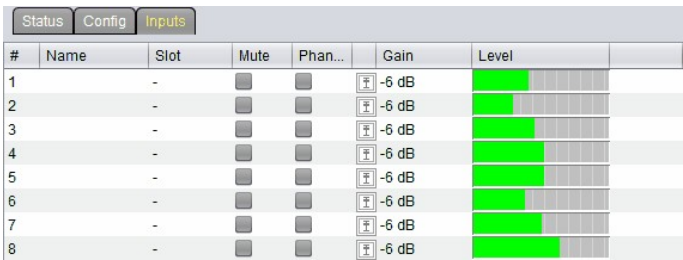 Status Config Inputs
# Name Slot Mute Phan... Gain Level
1 - -6 dB
2 - -6 dB
3 - -6 dB
4 - -6 dB
5 - -6 dB
6 - -6 dB
7 - -6 dB
8 - -6 dB